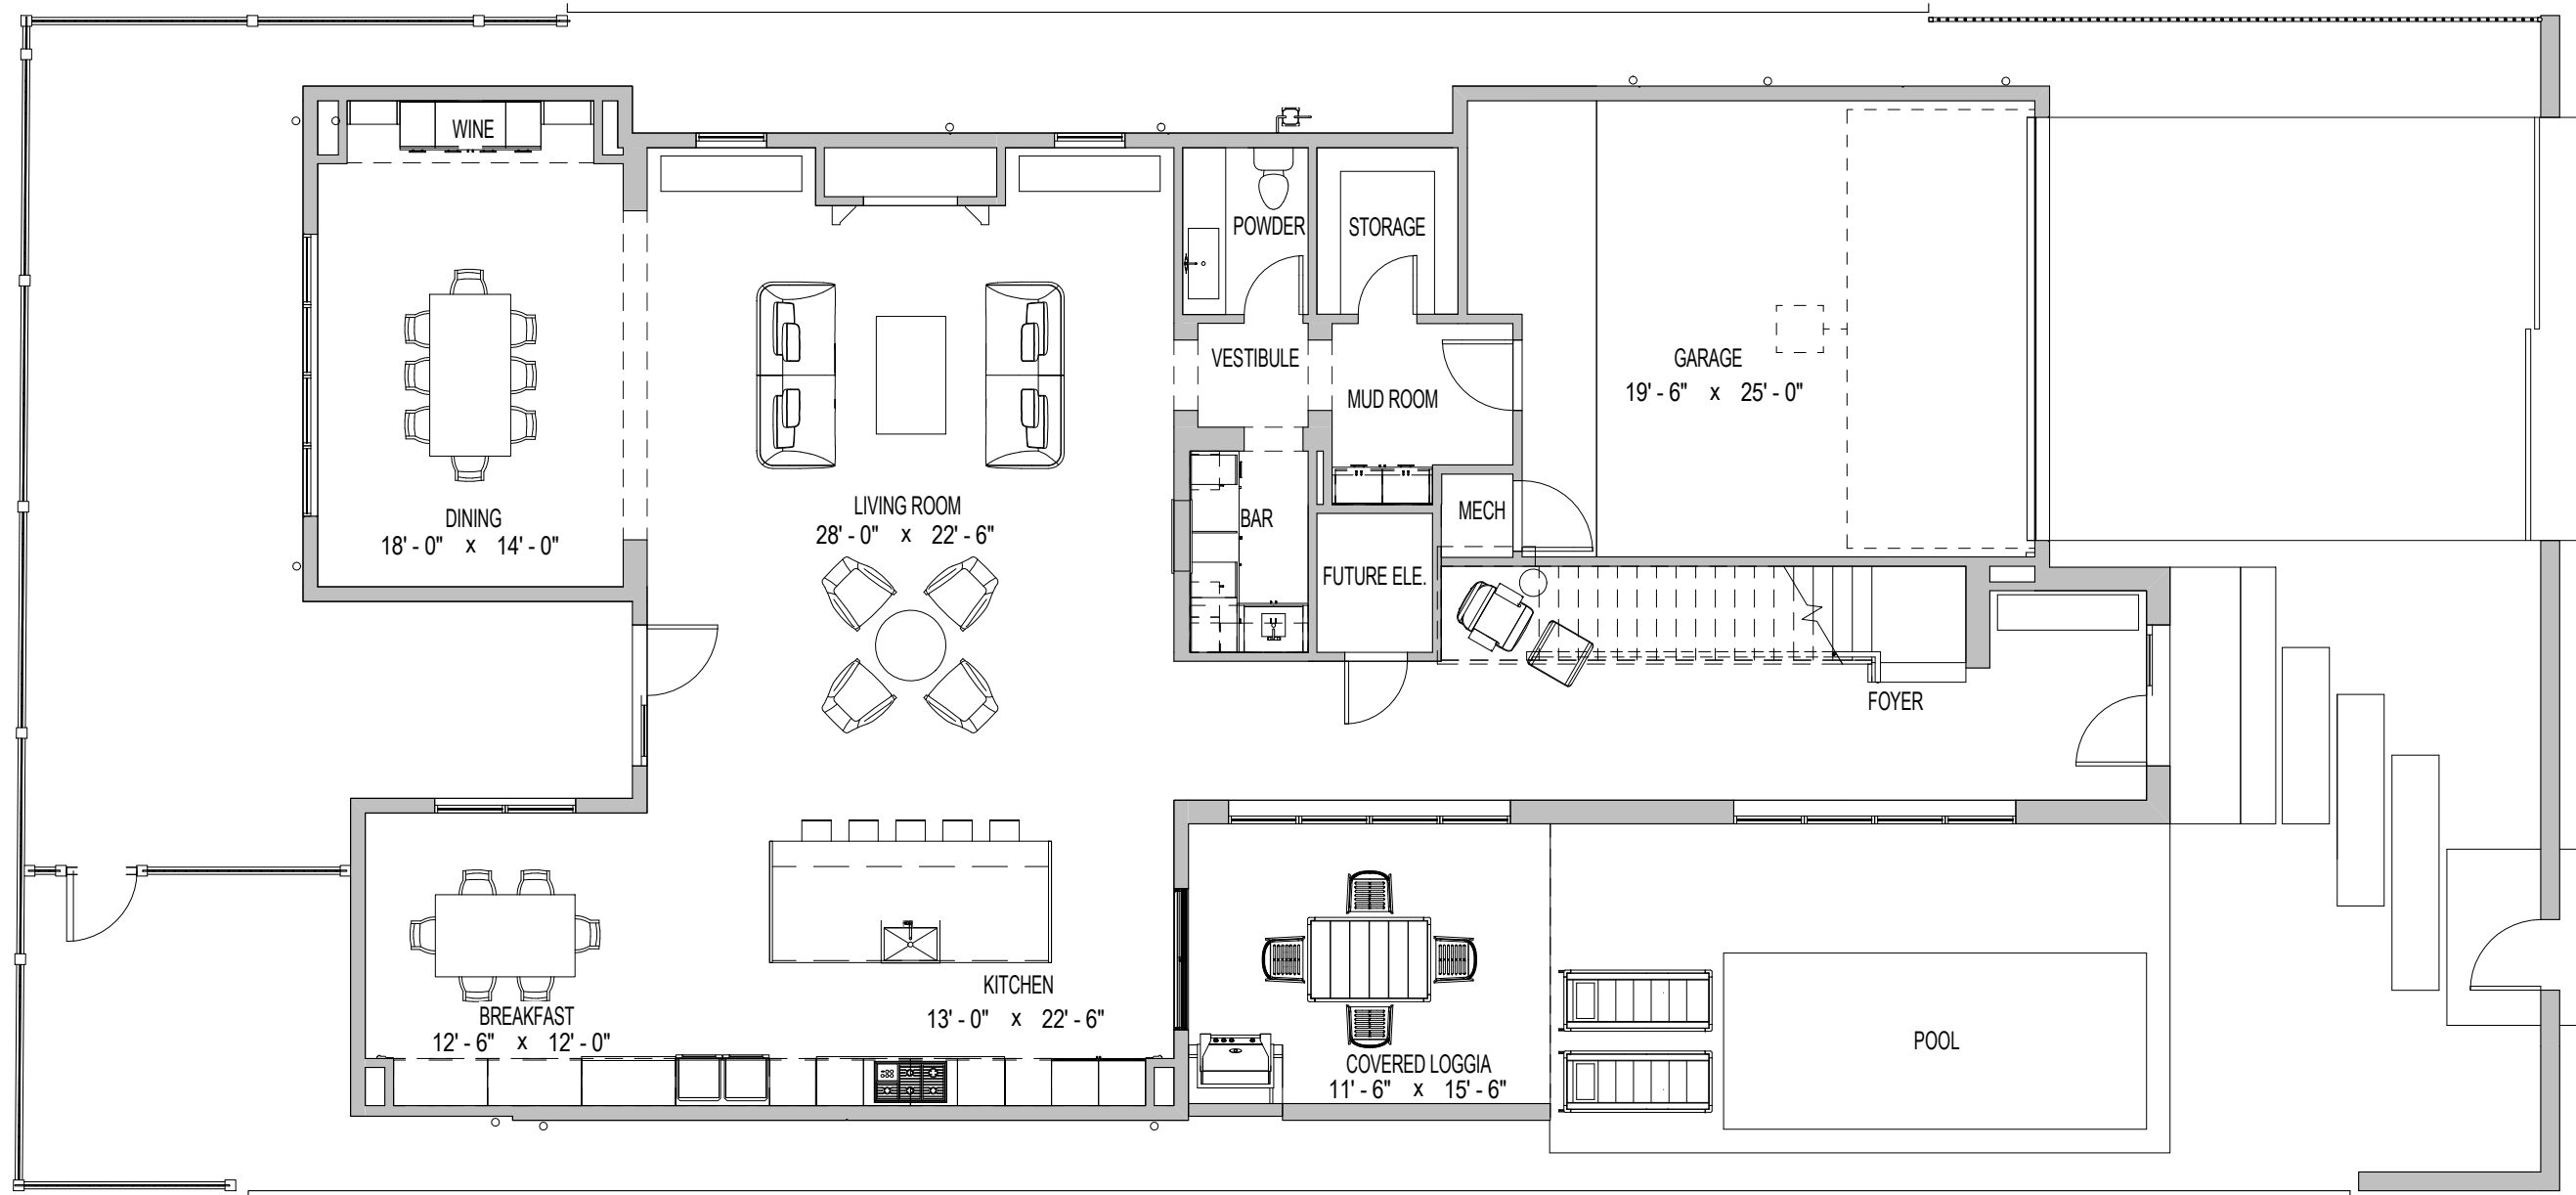 WINE
POWDER
STORAGE
VESTIBULE
MUD ROOM
GARAGE
19' - 6" x 25' - 0"
DINING
18' - 0" x 14' - 0"
LIVING ROOM
28' - 0" x 22' - 6"
BAR
MECH
FUTURE ELE.
FOYER
KITCHEN
13' - 0" x 22' - 6"
BREAKFAST
12' - 6" x 12' - 0"
COVERED LOGGIA
11' - 6" x 15' - 6"
POOL